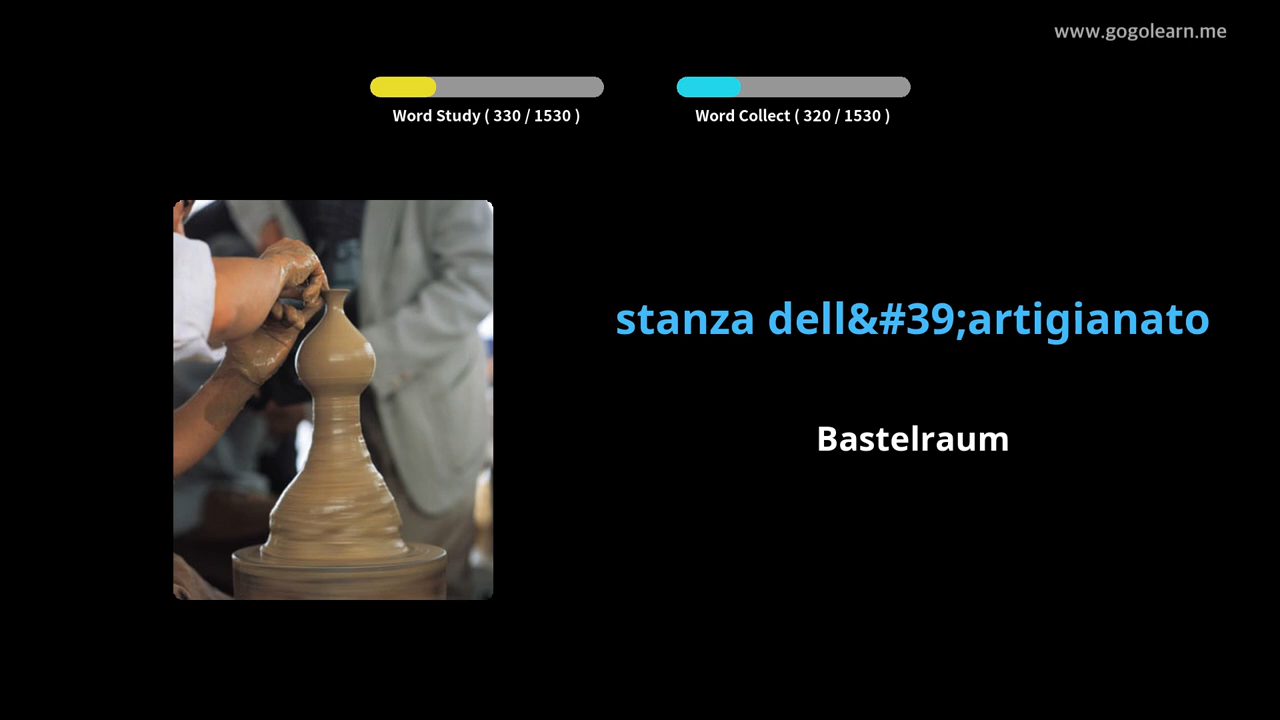 www.gogolearn.me
Word Study ( 330 / 1530 )
Word Collect ( 320 / 1530 )
stanza dell&#39;artigianato
Bastelraum